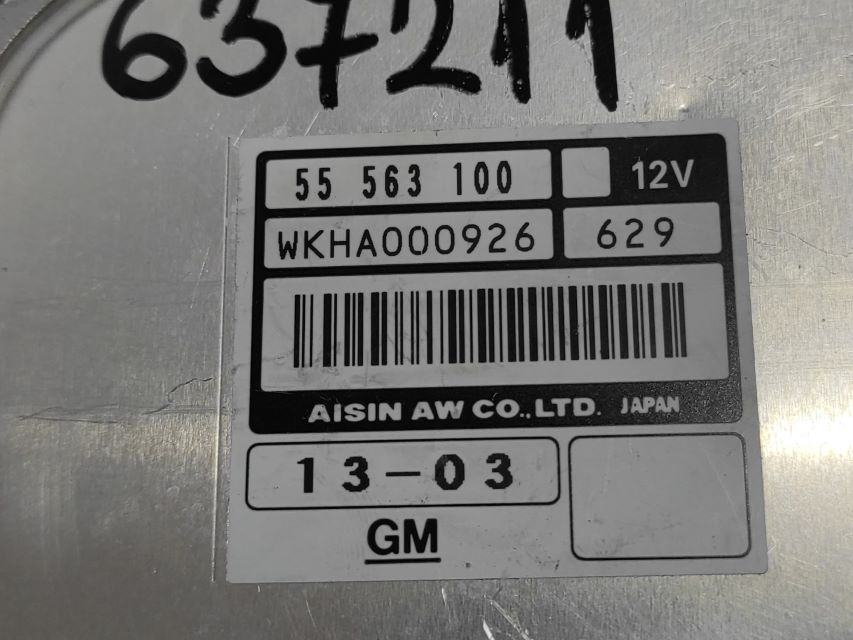 637211
55 563 100 12V
WKHA000926 629
AISIN AW CO.,LTD. JAPAN
13-03
GM